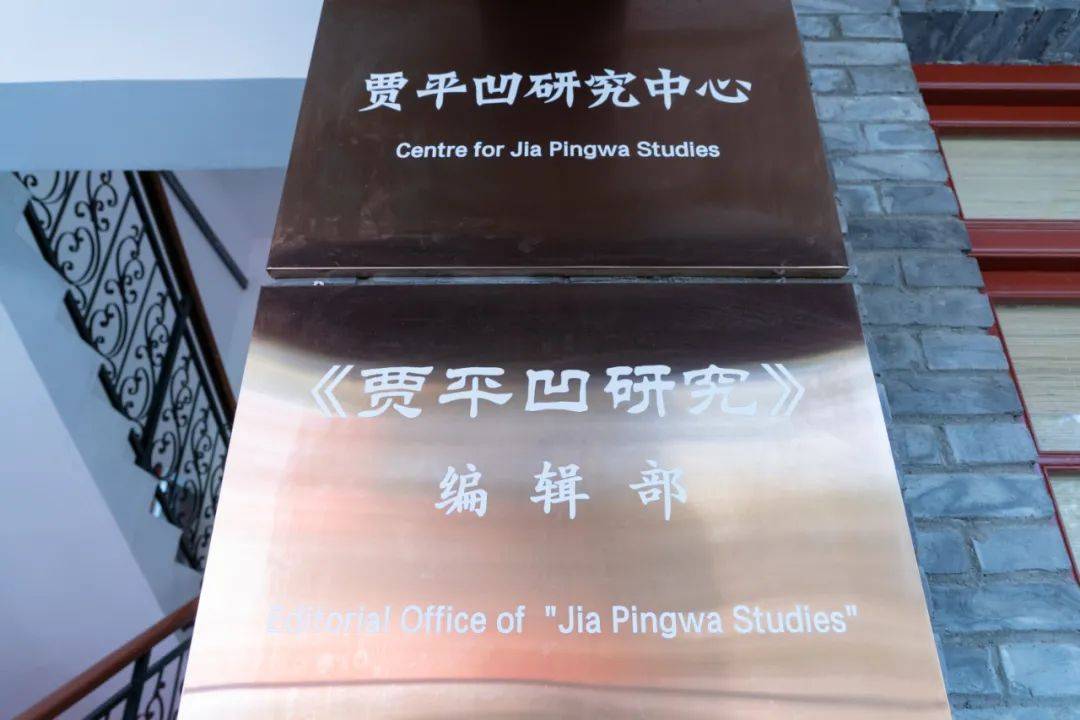 贾平凹研究中心
Centre for Jia Pingwa Studies
《贾平凹研究》
编辑部
Editorial Office of "Jia Pingwa Studies"